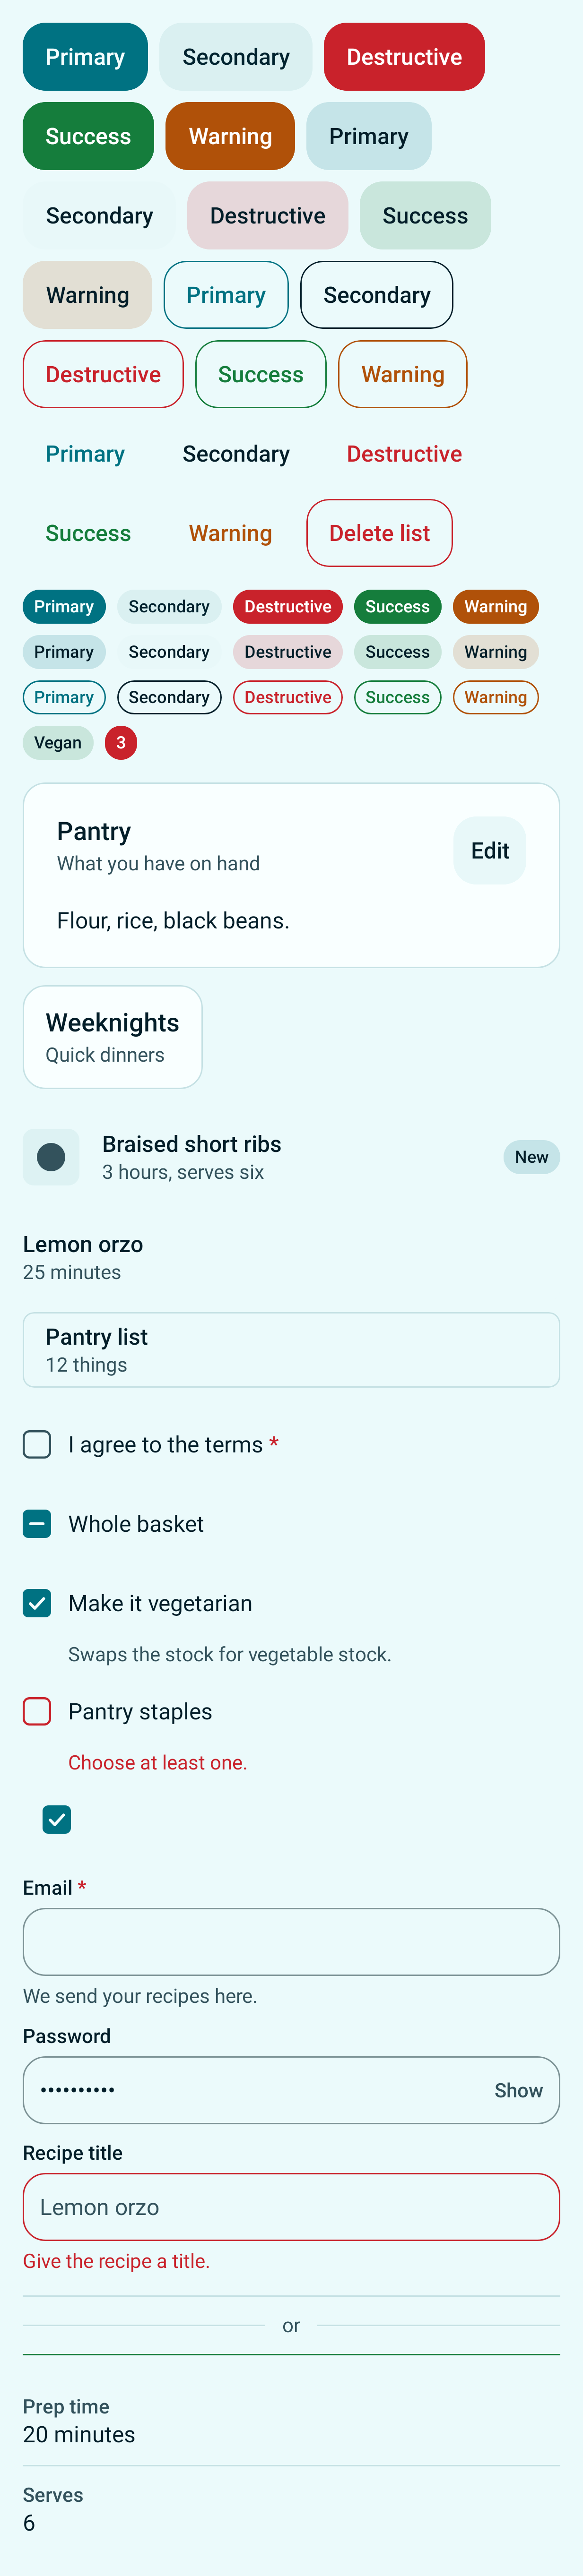 Primary Secondary Destructive
Success Warning Primary
Secondary Destructive Success
Warning Primary Secondary
Destructive Success Warning
Primary Secondary Destructive
Success Warning Delete list
Primary Secondary Destructive Success Warning
Primary Secondary Destructive Success Warning
Primary Secondary Destructive Success Warning
Vegan 3
Pantry
What you have on hand
Edit
Flour, rice, black beans.
Weeknights
Quick dinners
Braised short ribs
3 hours, serves six
New
Lemon orzo
25 minutes
Pantry list
12 things
I agree to the terms *
Whole basket
Make it vegetarian
Swaps the stock for vegetable stock.
Pantry staples
Choose at least one.
Email *
We send your recipes here.
Password
•••••••••• Show
Recipe title
Lemon orzo
Give the recipe a title.
or
Prep time
20 minutes
Serves
6